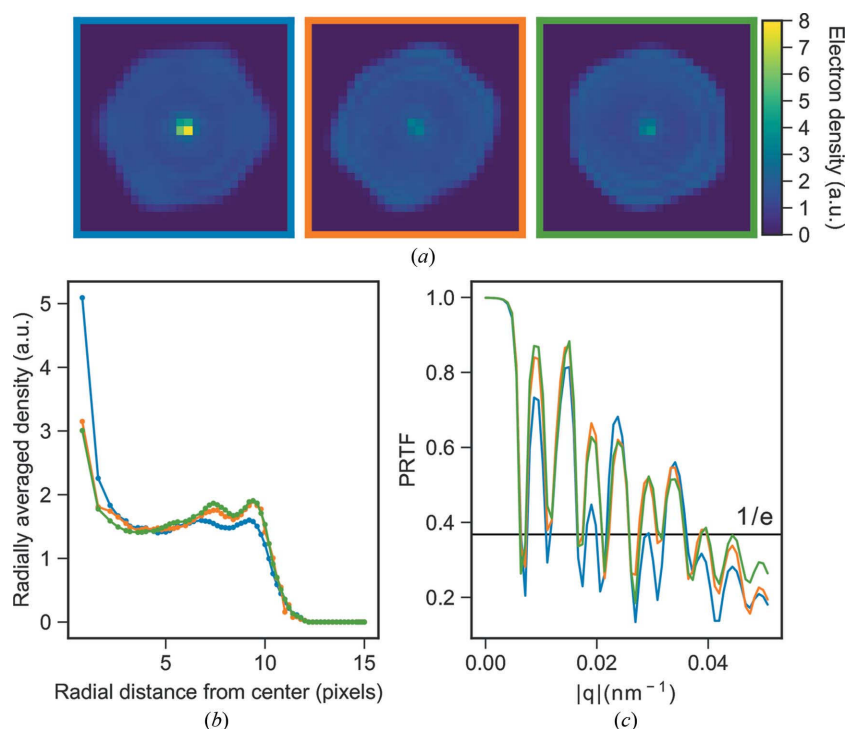 8
7
6
5
4
3
2
1
0
Electron density (a.u.)
(a)
5
4
3
2
1
0
Radially averaged density (a.u.)
5 10 15
Radial distance from center (pixels)
(b)
1.0
0.8
0.6
0.4
0.2
PRTF
1/e
0.00 0.02 0.04
|q|(nm⁻¹)
(c)